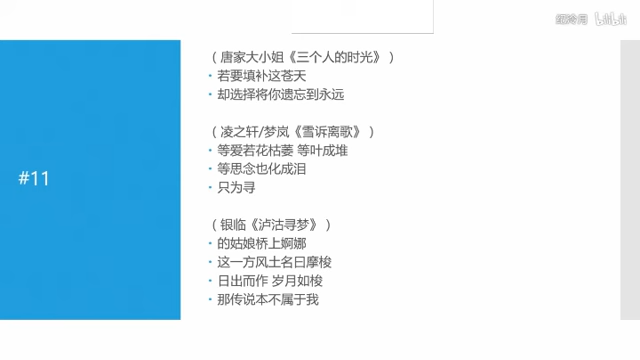 纪泠月 bilibili
#11
(唐家大小姐《三个人的时光》)
• 若要填补这苍天
• 却选择将你遗忘到永远
(凌之轩/梦岚《雪诉离歌》)
• 等爱若花枯萎 等叶成堆
• 等思念也化成泪
• 只为寻
(银临《泸沽寻梦》)
• 的姑娘桥上婀娜
• 这一方风土名曰摩梭
• 日出而作 岁月如梭
• 那传说本不属于我